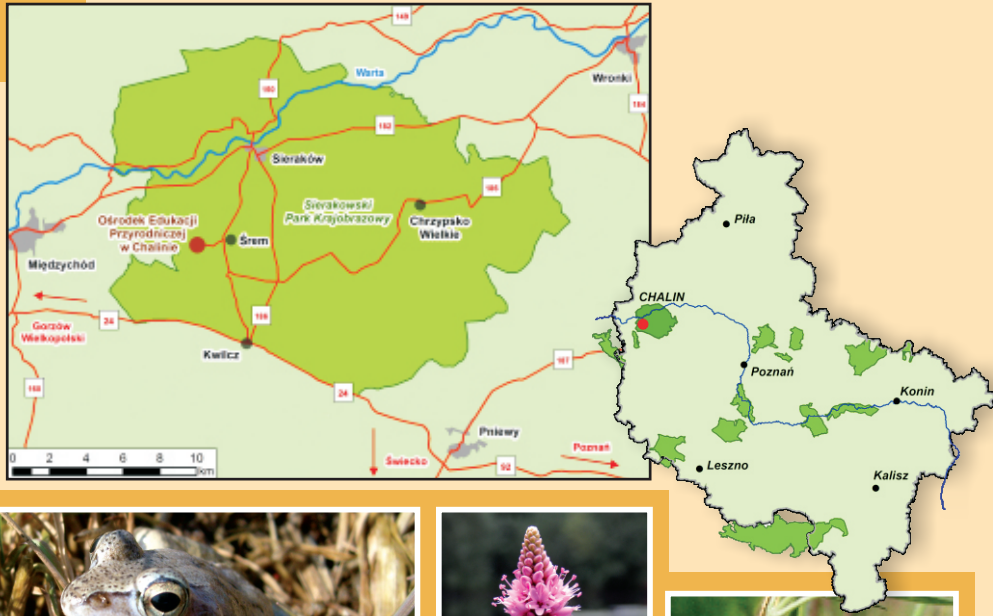 149
Warta
Wronki
160
184
182
Sieraków
Sierakowski
Park Krajobrazowy
186
Ośrodek Edukacji
Przyrodniczej
w Chalinie
Chrzypsko
Wielkie
Śrem
Międzychód
24
Gorzów
Wielkopolski
186
Kwilcz
187
160
24
Pniewy
Świecko
92
Poznań
0 2 4 6 8 10
km
Piła
CHALIN
Poznań
Konin
Leszno
Kalisz